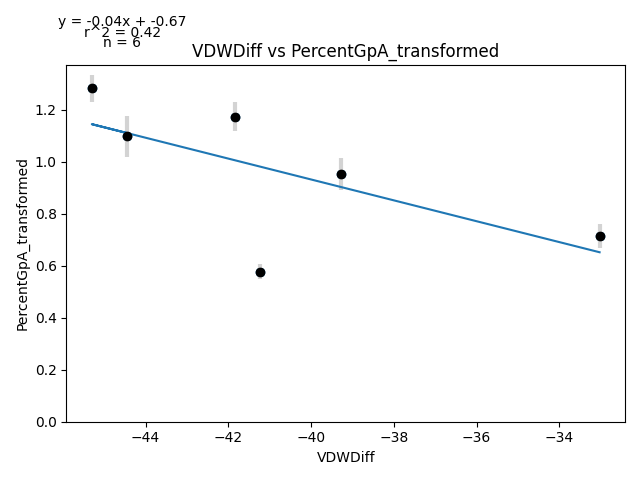 y = -0.04x + -0.67
r^2 = 0.42
n = 6
VDWDiff vs PercentGpA_transformed
1.2
1.0
0.8
0.6
0.4
0.2
0.0
PercentGpA_transformed
−44
−42
−40
−38
−36
−34
VDWDiff